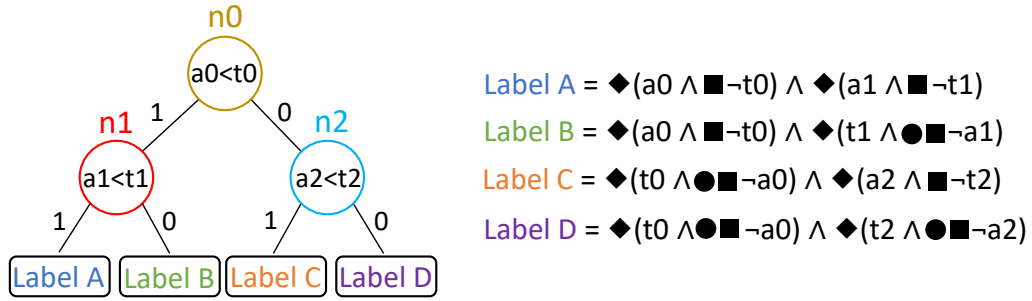 n0
a0<t0
1
0
n1
n2
a1<t1
a2<t2
1
0
1
0
Label A
Label B
Label C
Label D
Label A = ◆(a0 ∧ ■¬t0) ∧ ◆(a1 ∧ ■¬t1)
Label B = ◆(a0 ∧ ■¬t0) ∧ ◆(t1 ∧ ●■¬a1)
Label C = ◆(t0 ∧ ●■¬a0) ∧ ◆(a2 ∧ ■¬t2)
Label D = ◆(t0 ∧ ●■¬a0) ∧ ◆(t2 ∧ ●■¬a2)